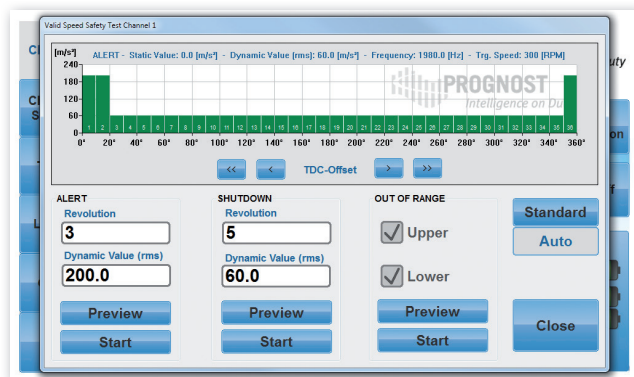 Valid Speed Safety Test Channel 1
[m/s²] ALERT - Static Value: 0.0 [m/s²] - Dynamic Value (rms): 60.0 [m/s²] - Frequency: 1980.0 [Hz] - Trg. Speed: 300 [RPM]
240
180
120
60
PROGNOST
Intelligence on Du
1 2 3 4 5 6 7 8 9 10 11 12 13 14 15 16 17 18 19 20 21 22 23 24 25 26 27 28 29 30 31 32 33 34 35 36
0° 20° 40° 60° 80° 100° 120° 140° 160° 180° 200° 220° 240° 260° 280° 300° 320° 340° 360°
<< < TDC-Offset > >>
ALERT SHUTDOWN OUT OF RANGE
Revolution Revolution
3 5 Upper
Standard
Auto
Dynamic Value (rms) Dynamic Value (rms)
200.0 60.0 Lower
Preview Preview Preview
Start Start Start
Close
uty